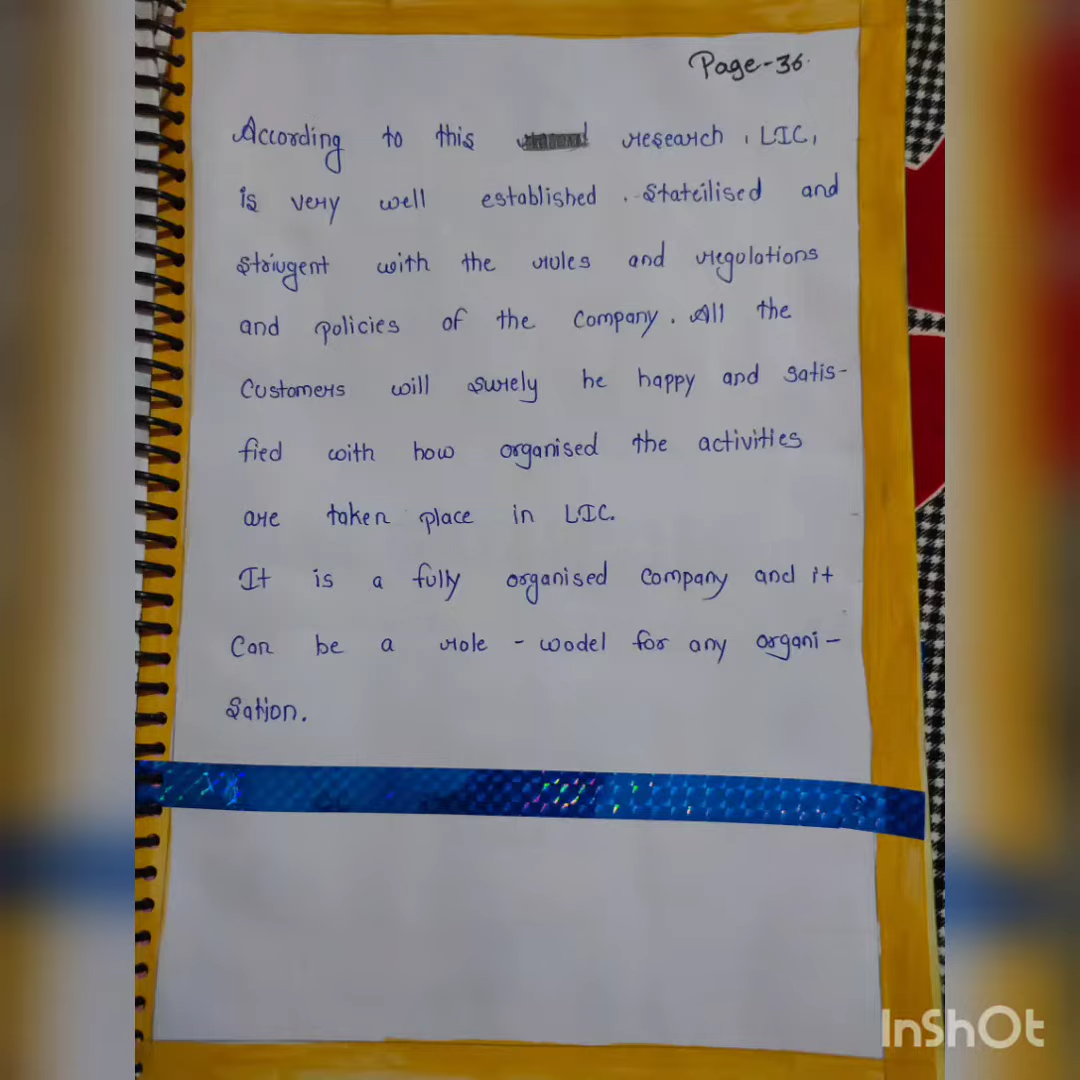 Page-36.
According to this research, LIC,
is very well established. Stateilised and
Striugent with the rules and regulations
and policies of the Company. All the
Customers will surely be happy and satis-
fied with how organised the activities
are taken place in LIC.
It is a fully organised company and it
Can be a role - wodel for any organi-
Sation.
InShOt